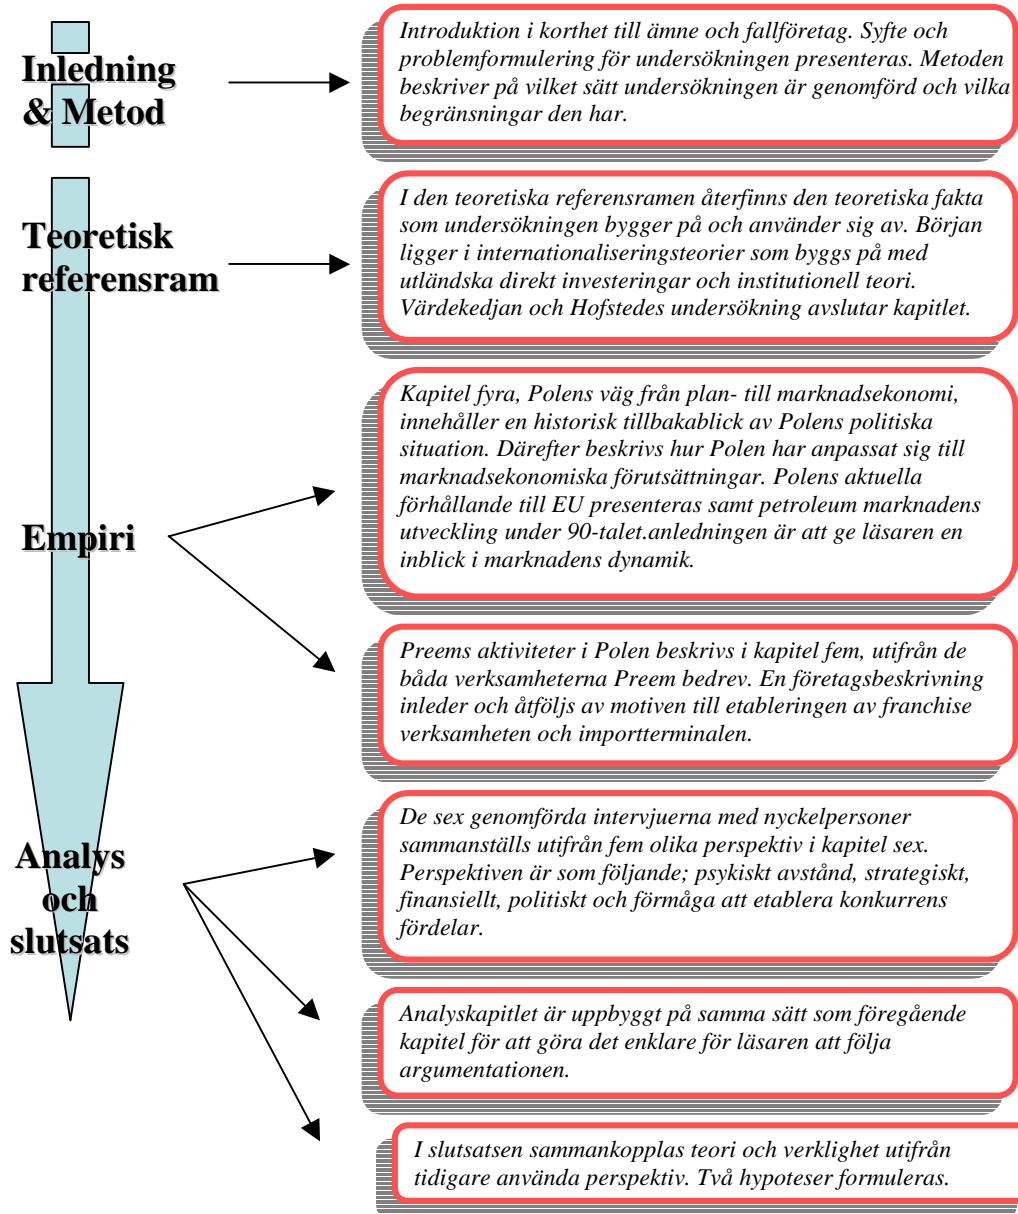 Inledning
& Metod
Introduktion i korthet till ämne och fallföretag. Syfte och
problemformulering för undersökningen presenteras. Metoden
beskriver på vilket sätt undersökningen är genomförd och vilka
begränsningar den har.
Teoretisk
referensram
I den teoretiska referensramen återfinns den teoretiska fakta
som undersökningen bygger på och använder sig av. Början
ligger i internationaliseringsteorier som byggs på med
utländska direkt investeringar och institutionell teori.
Värdekedjan och Hofstedes undersökning avslutar kapitlet.
Empiri
Kapitel fyra, Polens väg från plan- till marknadsekonomi,
innehåller en historisk tillbakablick av Polens politiska
situation. Därefter beskrivs hur Polen har anpassat sig till
marknadsekonomiska förutsättningar. Polens aktuella
förhållande till EU presenteras samt petroleum marknadens
utveckling under 90-talet.anledningen är att ge läsaren en
inblick i marknadens dynamik.
Preems aktiviteter i Polen beskrivs i kapitel fem, utifrån de
båda verksamheterna Preem bedrev. En företagsbeskrivning
inleder och åtföljs av motiven till etableringen av franchise
verksamheten och importterminalen.
Analys
och
slutsats
De sex genomförda intervjuerna med nyckelpersoner
sammanställs utifrån fem olika perspektiv i kapitel sex.
Perspektiven är som följande; psykiskt avstånd, strategiskt,
finansiellt, politiskt och förmåga att etablera konkurrens
fördelar.
Analyskapitlet är uppbyggt på samma sätt som föregående
kapitel för att göra det enklare för läsaren att följa
argumentationen.
I slutsatsen sammankopplas teori och verklighet utifrån
tidigare använda perspektiv. Två hypoteser formuleras.